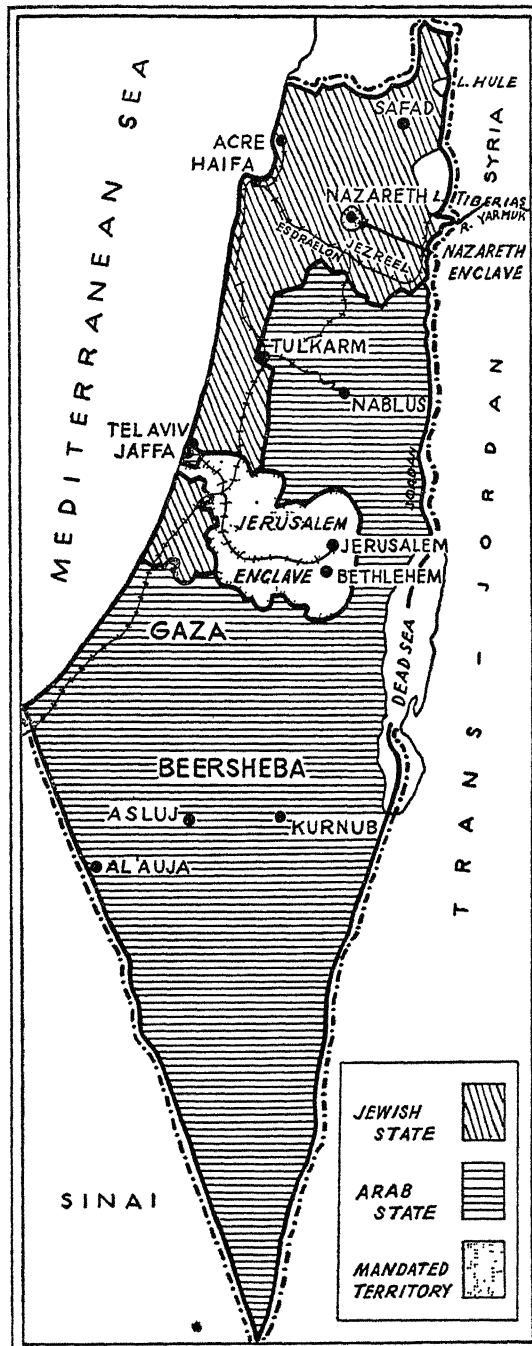 MEDITERRANEAN SEA
L. HULE
SAFAD
SYRIA
ACRE
HAIFA
NAZARETH
L. TIBERIAS
R. YARMUK
ESDRAELON
JEZREEL
NAZARETH
ENCLAVE
TULKARM
NABLUS
TEL AVIV
JAFFA
JORDAN
JERUSALEM
ENCLAVE
JERUSALEM
BETHLEHEM
DEAD SEA
TRANS-JORDAN
GAZA
BEERSHEBA
ASLUJ
KURNUB
AL'AUJA
SINAI
JEWISH
STATE
ARAB
STATE
MANDATED
TERRITORY